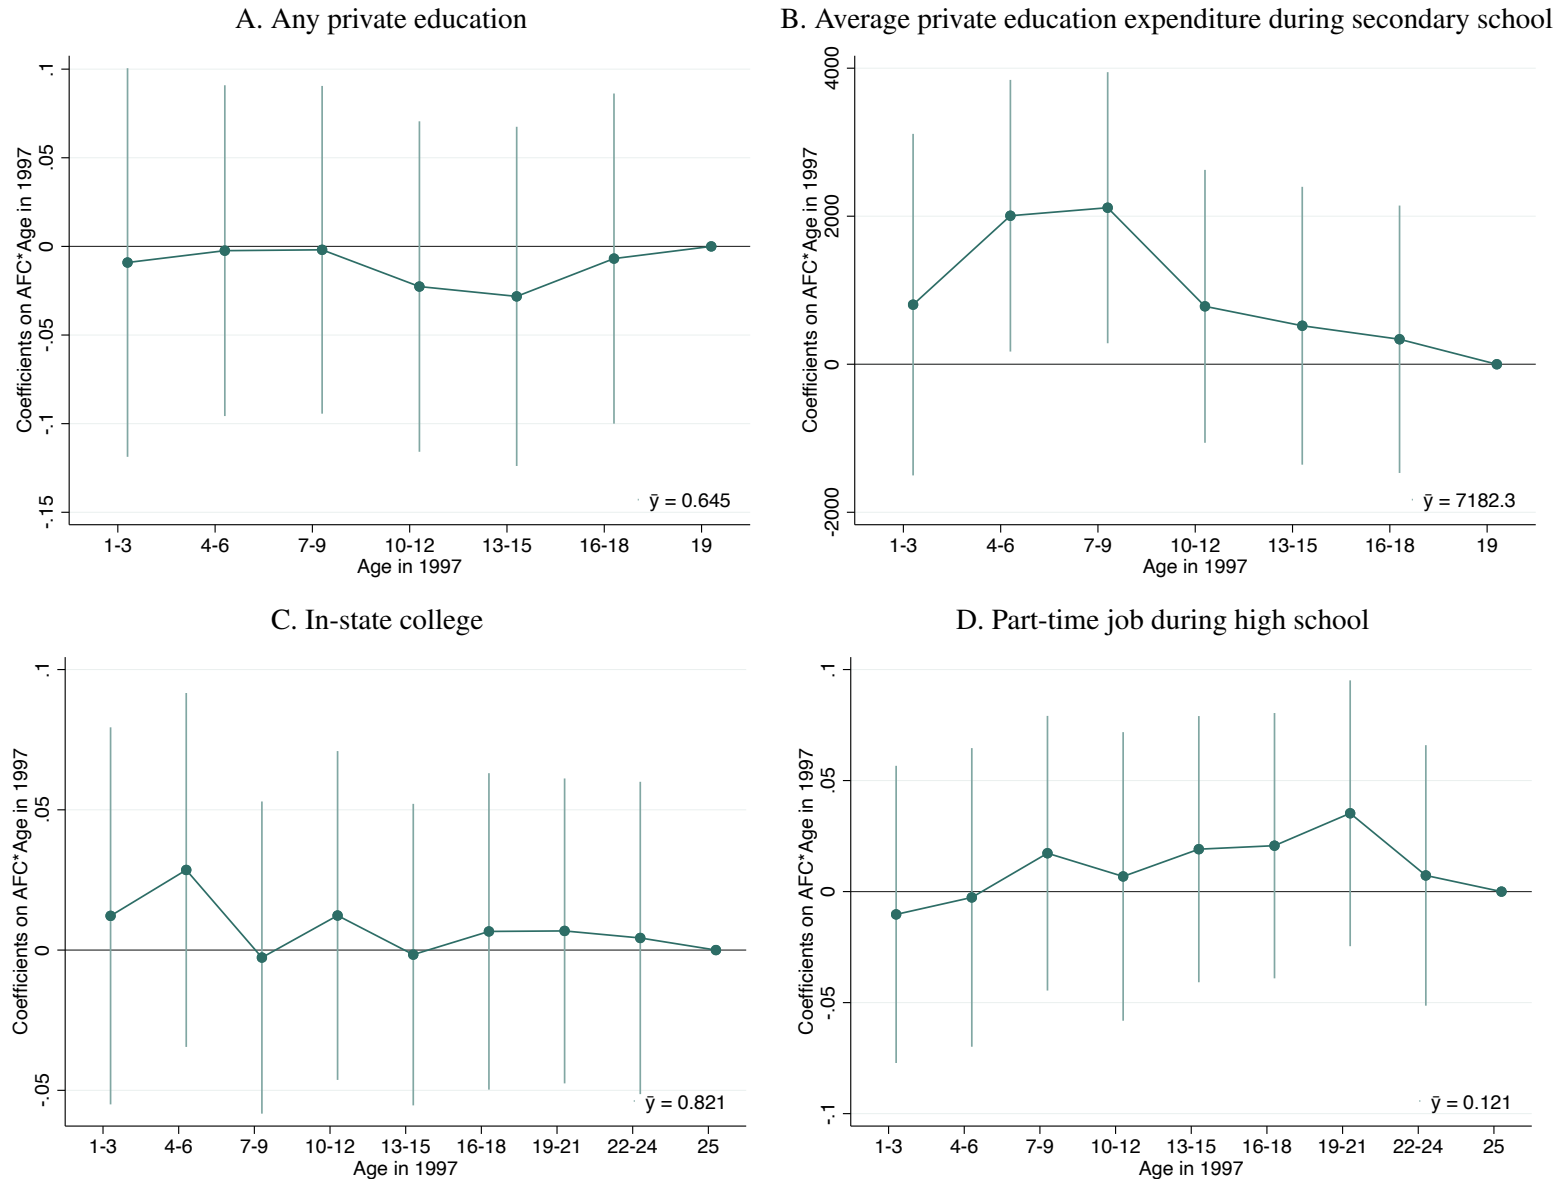 A. Any private education
Coefficients on AFC*Age in 1997
.1
.05
0
-.05
-.1
-.15
ȳ = 0.645
1-3 4-6 7-9 10-12 13-15 16-18 19
Age in 1997
B. Average private education expenditure during secondary school
Coefficients on AFC*Age in 1997
4000
2000
0
-2000
ȳ = 7182.3
1-3 4-6 7-9 10-12 13-15 16-18 19
Age in 1997
C. In-state college
Coefficients on AFC*Age in 1997
.1
.05
0
-.05
ȳ = 0.821
1-3 4-6 7-9 10-12 13-15 16-18 19-21 22-24 25
Age in 1997
D. Part-time job during high school
Coefficients on AFC*Age in 1997
.1
.05
0
-.05
-.1
ȳ = 0.121
1-3 4-6 7-9 10-12 13-15 16-18 19-21 22-24 25
Age in 1997